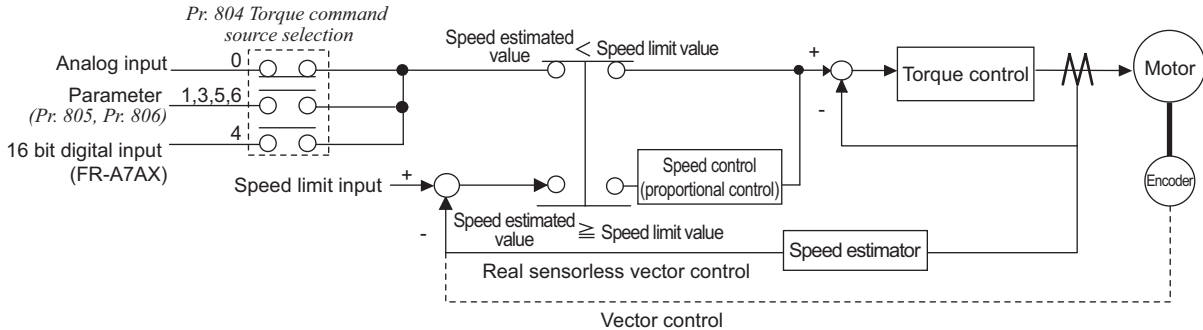 Pr. 804 Torque command
source selection
Analog input
0
Parameter
(Pr. 805, Pr. 806)
1,3,5,6
16 bit digital input
(FR-A7AX)
4
Speed estimated
value
< Speed limit value
+
-
Torque control
Motor
Encoder
Speed limit input
+
-
Speed control
(proportional control)
Speed estimated
value
≧ Speed limit value
Speed estimator
Real sensorless vector control
Vector control